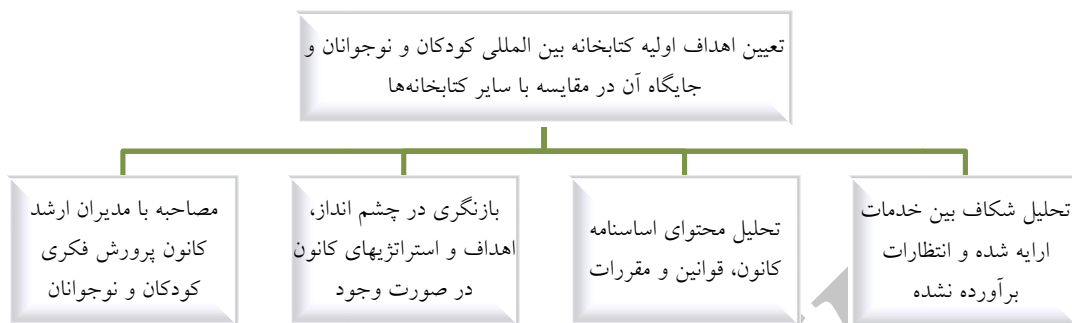 تعیین اهداف اولیه کتابخانه بین المللی کودکان و نوجوانان و
جایگاه آن در مقایسه با سایر کتابخانه‌ها
تحلیل شکاف بین خدمات
ارایه شده و انتظارات
برآورده نشده
تحلیل محتوای اساسنامه
کانون، قوانین و مقررات
بازنگری در چشم انداز،
اهداف و استراتژیهای کانون
در صورت وجود
مصاحبه با مدیران ارشد
کانون پرورش فکری
کودکان و نوجوانان